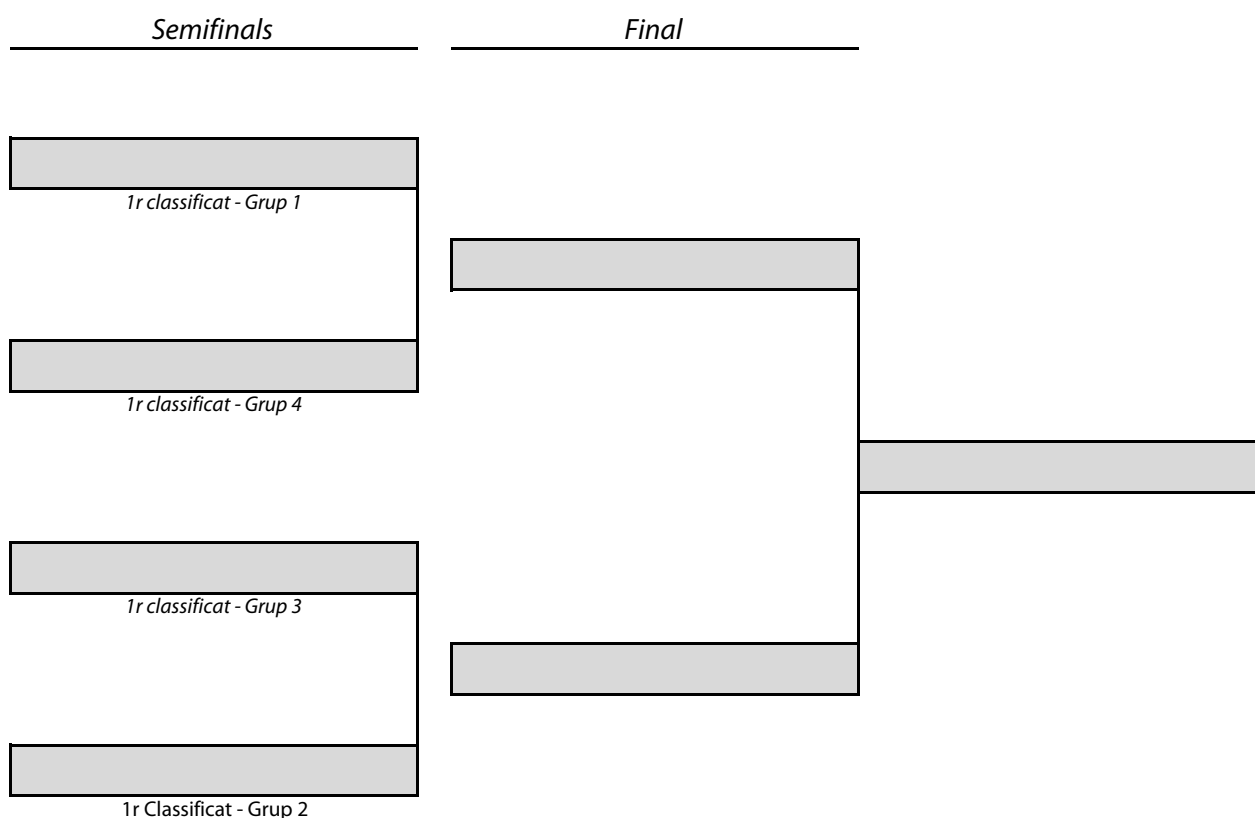 Semifinals
Final
1r classificat - Grup 1
1r classificat - Grup 4
1r classificat - Grup 3
1r Classificat - Grup 2